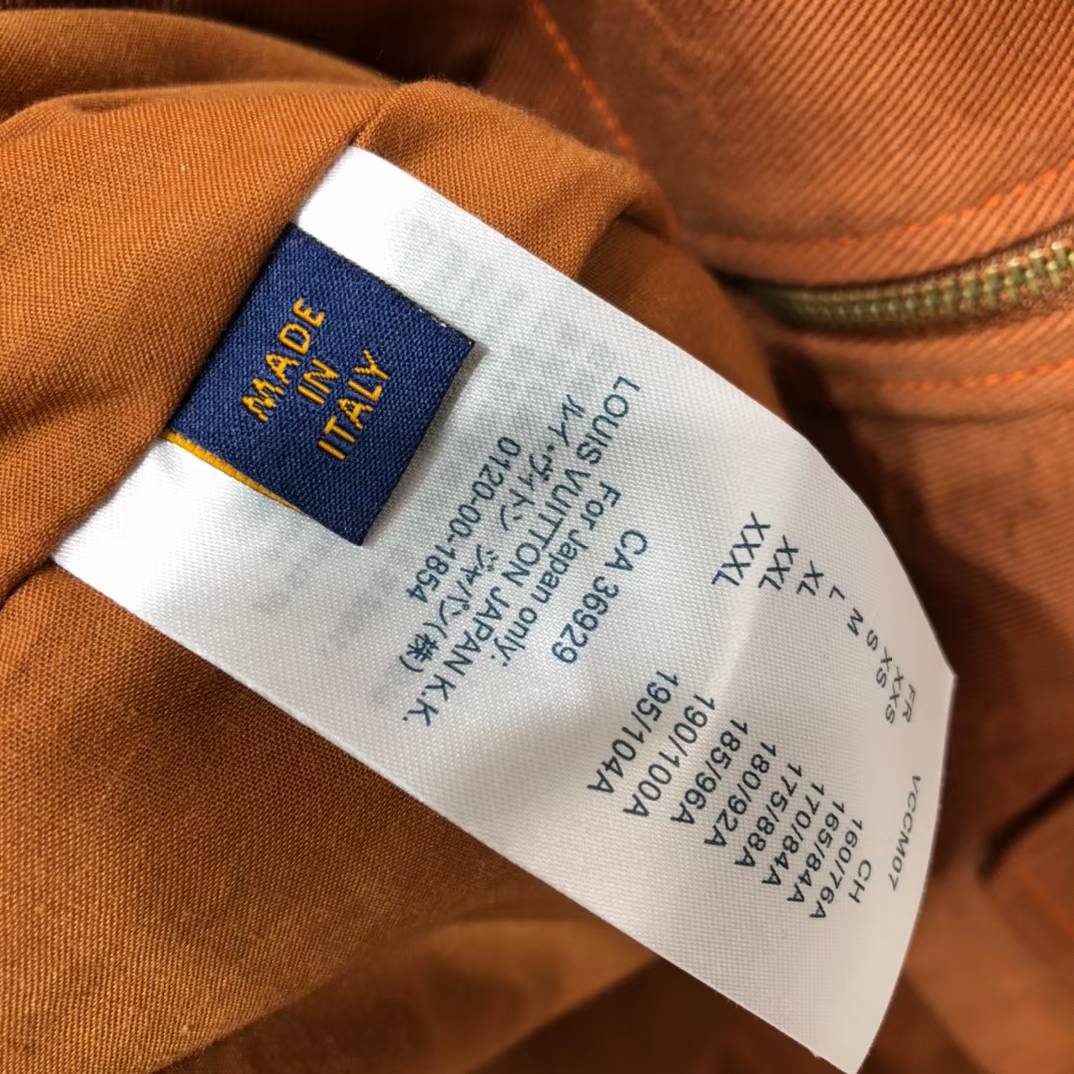 MADE
IN
ITALY
VCCM07
FR CH
XXS 160/76A
XS 165/84A
S 170/84A
M 175/88A
L 180/92A
XL 185/96A
XXL 190/100A
XXXL 195/104A
CA 36929
For Japan only:
LOUIS VUITTON JAPAN K.K.
ルイ・ヴィトン ジャパン(株)
0120-00-1854